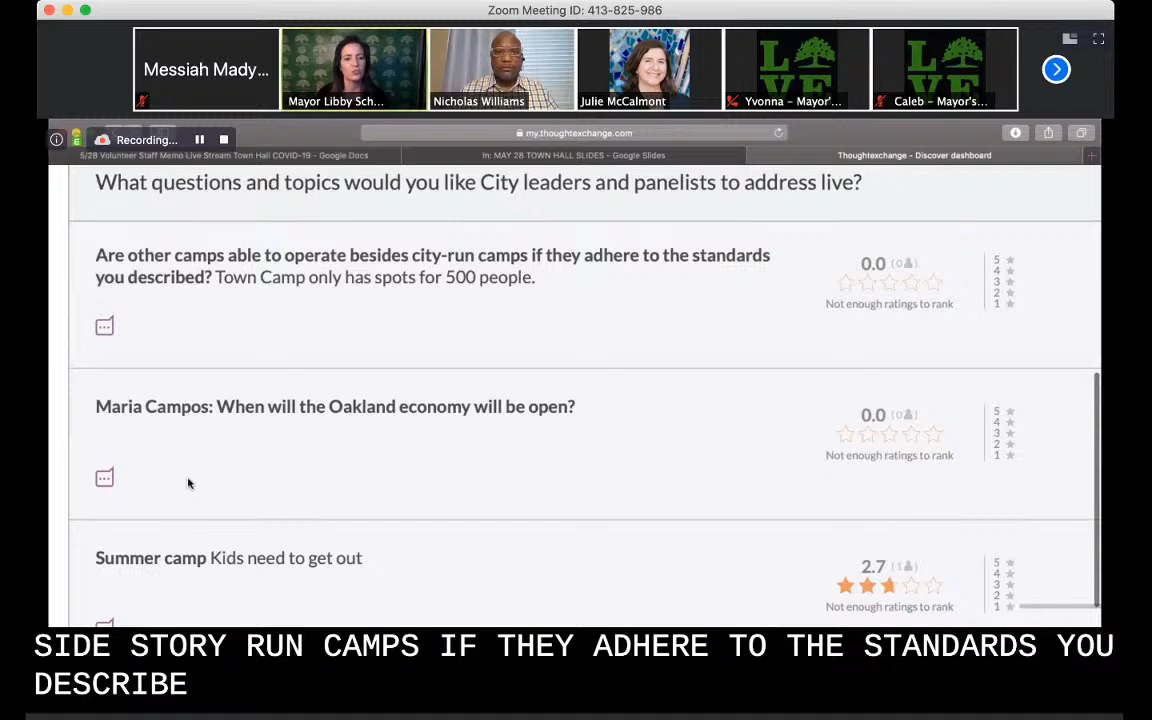 Zoom Meeting ID: 413-825-986
Messiah Mady...
Mayor Libby Sch...
Nicholas Williams
Julie McCalmont
LOVE
Yvonna – Mayor'...
LOVE
Caleb – Mayor's...
Recording...
my.thoughtexchange.com
5/28 Volunteer Staff Memo Live Stream Town Hall COVID-19 - Google Docs
In: MAY 28 TOWN HALL SLIDES - Google Slides
Thoughtexchange - Discover dashboard
What questions and topics would you like City leaders and panelists to address live?
Are other camps able to operate besides city-run camps if they adhere to the standards
you described? Town Camp only has spots for 500 people.
0.0 (0)
Not enough ratings to rank
5
4
3
2
1
Maria Campos: When will the Oakland economy will be open?
0.0 (0)
Not enough ratings to rank
5
4
3
2
1
Summer camp Kids need to get out
2.7 (1)
Not enough ratings to rank
5
4
3
2
1
SIDE STORY RUN CAMPS IF THEY ADHERE TO THE STANDARDS YOU
DESCRIBE